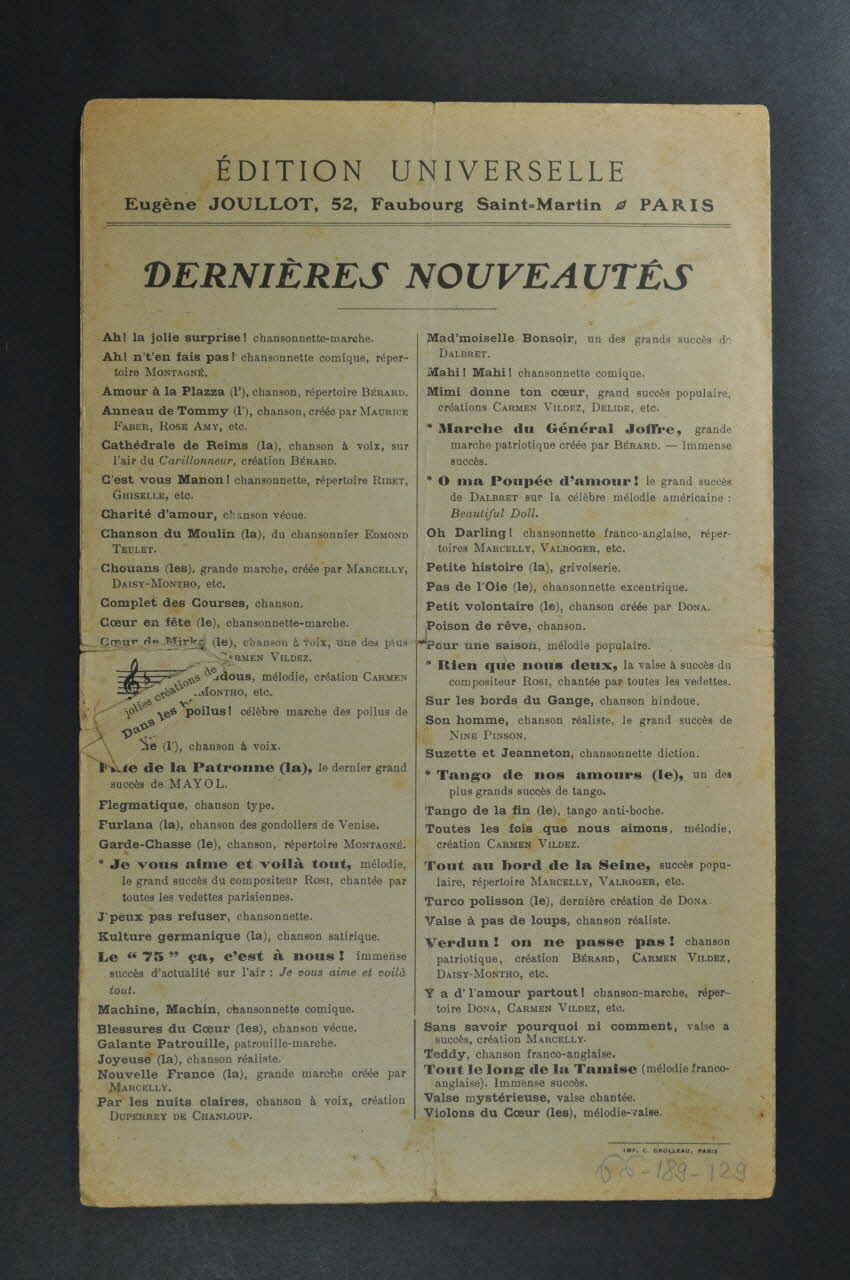 ÉDITION UNIVERSELLE
Eugène JOULLOT, 52, Faubourg Saint-Martin PARIS
DERNIÈRES NOUVEAUTÉS
Ah! la jolie surprise! chansonnette-marche.
Ah! n't'en fais pas! chansonnette comique, réper-
toire MONTAGNÉ.
Amour à la Plazza (l'), chanson, répertoire BÉRARD.
Anneau de Tommy (l'), chanson, créée par MAURICE
FABER, ROSE AMY, etc.
Cathédrale de Reims (la), chanson à voix, sur
l'air du Carillonneur, création BÉRARD.
C'est vous Manon! chansonnette, répertoire RIBET,
GHISELLE, etc.
Charité d'amour, chanson vécue.
Chanson du Moulin (la), du chansonnier EDMOND
TEULET.
Chouans (les), grande marche, créée par MARCELLY,
DAISY-MONTHO, etc.
Complet des Courses, chanson.
Cœur en fête (le), chansonnette-marche.
Cœur de Mirka (le), chanson à voix, une des plus
jolies créations de CARMEN VILDEZ.
Dans les dous, mélodie, création CARMEN
MONTHO, etc.
poilus! célèbre marche des poilus de
(l'), chanson à voix.
Fête de la Patronne (la), le dernier grand
succès de MAYOL.
Flegmatique, chanson type.
Furlana (la), chanson des gondoliers de Venise.
Garde-Chasse (le), chanson, répertoire MONTAGNÉ.
* Je vous aime et voilà tout, mélodie,
le grand succès du compositeur ROSI, chantée par
toutes les vedettes parisiennes.
J'peux pas refuser, chansonnette.
Kulture germanique (la), chanson satirique.
Le “ 75 ” ça, c'est à nous! immense
succès d'actualité sur l'air : Je vous aime et voilà
tout.
Machine, Machin, chansonnette comique.
Blessures du Cœur (les), chanson vécue.
Galante Patrouille, patrouille-marche.
Joyeuse (la), chanson réaliste.
Nouvelle France (la), grande marche créée par
MARCELLY.
Par les nuits claires, chanson à voix, création
DUPERREY DE CHANLOUP.
Mad'moiselle Bonsoir, un des grands succès de
DALBRET.
Mahi! Mahi! chansonnette comique.
Mimi donne ton cœur, grand succès populaire,
créations CARMEN VILDEZ, DELIDE, etc.
* Marche du Général Joffre, grande
marche patriotique créée par BÉRARD. — Immense
succès.
* O ma Poupée d'amour! le grand succès
de DALBRET sur la célèbre mélodie américaine :
Beautiful Doll.
Oh Darling! chansonnette franco-anglaise, réper-
toires MARCELLY, VALROGER, etc.
Petite histoire (la), grivoiserie.
Pas de l'Oie (le), chansonnette excentrique.
Petit volontaire (le), chanson créée par DONA.
Poison de rêve, chanson.
Pour une saison, mélodie populaire.
* Rien que nous deux, la valse à succès du
compositeur ROSI, chantée par toutes les vedettes.
Sur les bords du Gange, chanson hindoue.
Son homme, chanson réaliste, le grand succès de
NINE PINSON.
Suzette et Jeanneton, chansonnette diction.
* Tango de nos amours (le), un des
plus grands succès de tango.
Tango de la fin (le), tango anti-boche.
Toutes les fois que nous aimons, mélodie,
création CARMEN VILDEZ.
Tout au bord de la Seine, succès popu-
laire, répertoire MARCELLY, VALROGER, etc.
Turco polisson (le), dernière création de DONA.
Valse à pas de loups, chanson réaliste.
Verdun! on ne passe pas! chanson
patriotique, création BÉRARD, CARMEN VILDEZ,
DAISY-MONTHO, etc.
Y a d' l'amour partout! chanson-marche, réper-
toire DONA, CARMEN VILDEZ, etc.
Sans savoir pourquoi ni comment, valse a
succès, création MARCELLY.
Teddy, chanson franco-anglaise.
Tout le long de la Tamise (mélodie franco-
anglaise). Immense succès.
Valse mystérieuse, valse chantée.
Violons du Cœur (les), mélodie-valse.
IMP. C. GROLLEAU, PARIS
66-189-129